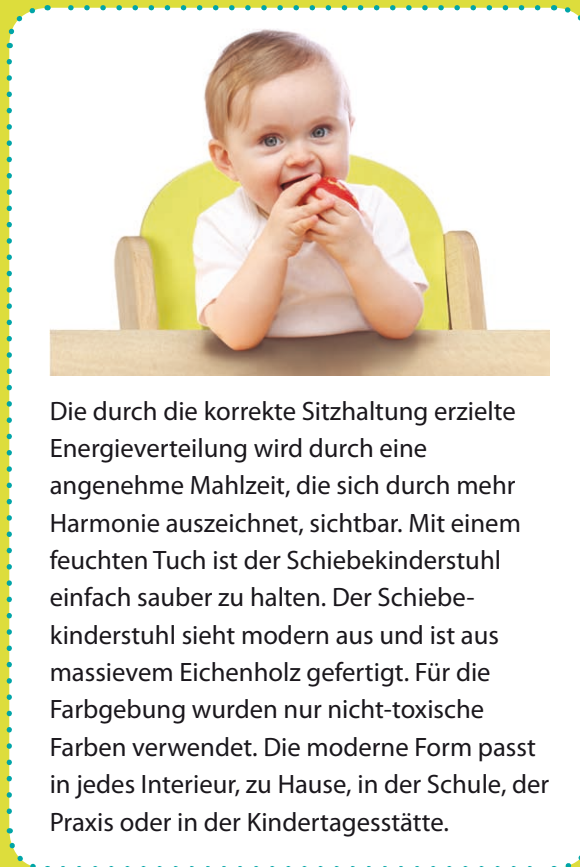 Die durch die korrekte Sitzhaltung erzielte
Energieverteilung wird durch eine
angenehme Mahlzeit, die sich durch mehr
Harmonie auszeichnet, sichtbar. Mit einem
feuchten Tuch ist der Schiebekinderstuhl
einfach sauber zu halten. Der Schiebe-
kinderstuhl sieht modern aus und ist aus
massievem Eichenholz gefertigt. Für die
Farbgebung wurden nur nicht-toxische
Farben verwendet. Die moderne Form passt
in jedes Interieur, zu Hause, in der Schule, der
Praxis oder in der Kindertagesstätte.